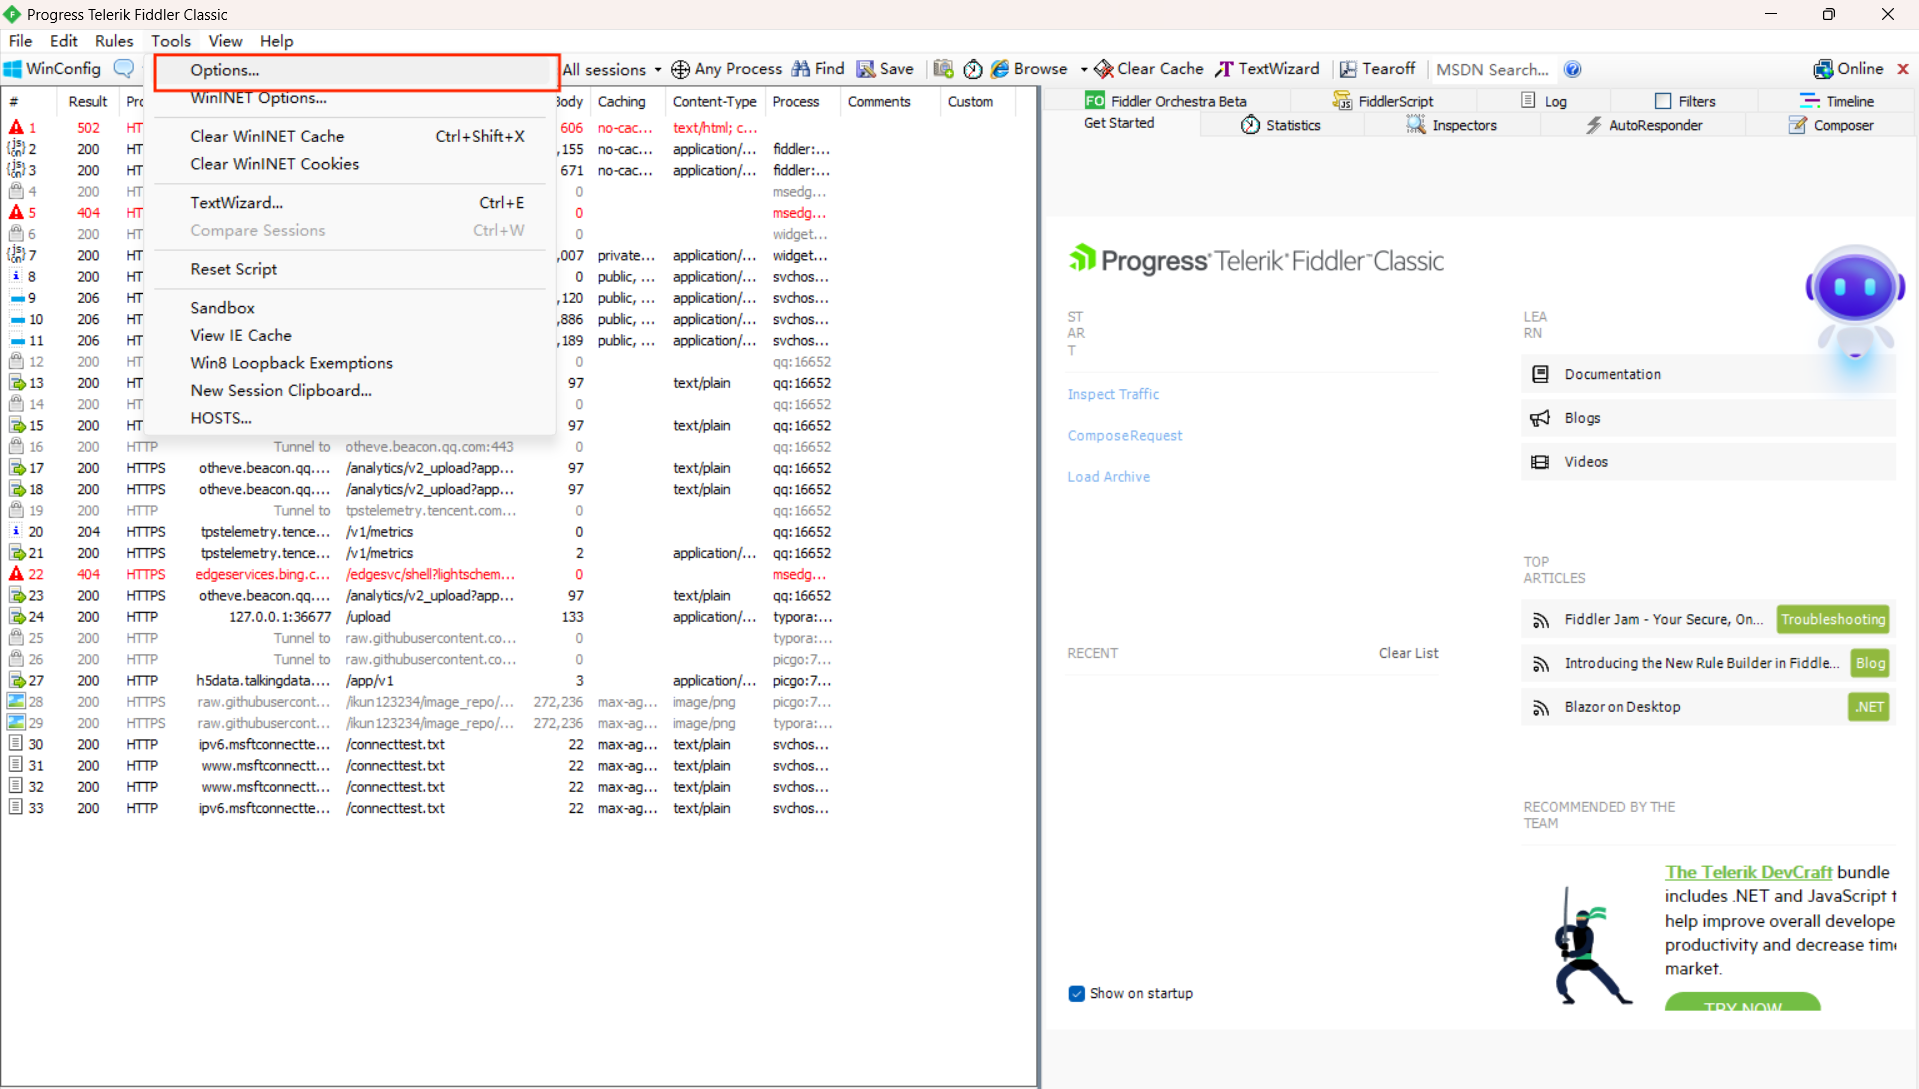 Progress Telerik Fiddler Classic
File Edit Rules Tools View Help
WinConfig All sessions Any Process Find Save Browse Clear Cache TextWizard Tearoff MSDN Search... Online
Options...
WinINET Options...
Clear WinINET Cache Ctrl+Shift+X
Clear WinINET Cookies
TextWizard... Ctrl+E
Compare Sessions Ctrl+W
Reset Script
Sandbox
View IE Cache
Win8 Loopback Exemptions
New Session Clipboard...
HOSTS...
# Result Body Caching Content-Type Process Comments Custom
1 502 HT 606 no-cac... text/html; c...
2 200 HT ,155 no-cac... application/... fiddler:...
3 200 HT 671 no-cac... application/... fiddler:...
4 200 HT 0 msedg...
5 404 HT 0 msedg...
6 200 HT 0 widget...
7 200 HT ,007 private... application/... widget...
8 200 HT 0 public, ... application/... svchos...
9 206 HT ,120 public, ... application/... svchos...
10 206 HT ,886 public, ... application/... svchos...
11 206 HT ,189 public, ... application/... svchos...
12 200 HT 0 qq:16652
13 200 HT 97 text/plain qq:16652
14 200 HT 0 qq:16652
15 200 HT 97 text/plain qq:16652
16 200 HTTP Tunnel to otheve.beacon.qq.com:443 0 qq:16652
17 200 HTTPS otheve.beacon.qq.... /analytics/v2_upload?app... 97 text/plain qq:16652
18 200 HTTPS otheve.beacon.qq.... /analytics/v2_upload?app... 97 text/plain qq:16652
19 200 HTTP Tunnel to tpstelemetry.tencent.com... 0 qq:16652
20 204 HTTPS tpstelemetry.tence... /v1/metrics 0 qq:16652
21 200 HTTPS tpstelemetry.tence... /v1/metrics 2 application/... qq:16652
22 404 HTTPS edgeservices.bing.c... /edgesvc/shell?lightschem... 0 msedg...
23 200 HTTPS otheve.beacon.qq.... /analytics/v2_upload?app... 97 text/plain qq:16652
24 200 HTTP 127.0.0.1:36677 /upload 133 application/... typora:...
25 200 HTTP Tunnel to raw.githubusercontent.co... 0 typora:...
26 200 HTTP Tunnel to raw.githubusercontent.co... 0 picgo:7...
27 200 HTTP h5data.talkingdata.... /app/v1 3 application/... picgo:7...
28 200 HTTPS raw.githubusercont... /ikun123234/image_repo/... 272,236 max-ag... image/png picgo:7...
29 200 HTTPS raw.githubusercont... /ikun123234/image_repo/... 272,236 max-ag... image/png typora:...
30 200 HTTP ipv6.msftconnectte... /connecttest.txt 22 max-ag... text/plain svchos...
31 200 HTTP www.msftconnectt... /connecttest.txt 22 max-ag... text/plain svchos...
32 200 HTTP www.msftconnectt... /connecttest.txt 22 max-ag... text/plain svchos...
33 200 HTTP ipv6.msftconnectte... /connecttest.txt 22 max-ag... text/plain svchos...
FO Fiddler Orchestra Beta FiddlerScript Log Filters Timeline
Get Started Statistics Inspectors AutoResponder Composer
Progress Telerik Fiddler Classic
ST
AR
T
Inspect Traffic
ComposeRequest
Load Archive
RECENT Clear List
Show on startup
LEA
RN
Documentation
Blogs
Videos
TOP
ARTICLES
Fiddler Jam - Your Secure, On... Troubleshooting
Introducing the New Rule Builder in Fiddle... Blog
Blazor on Desktop .NET
RECOMMENDED BY THE
TEAM
The Telerik DevCraft bundle
includes .NET and JavaScript t
help improve overall develope
productivity and decrease time
market.
TRY NOW